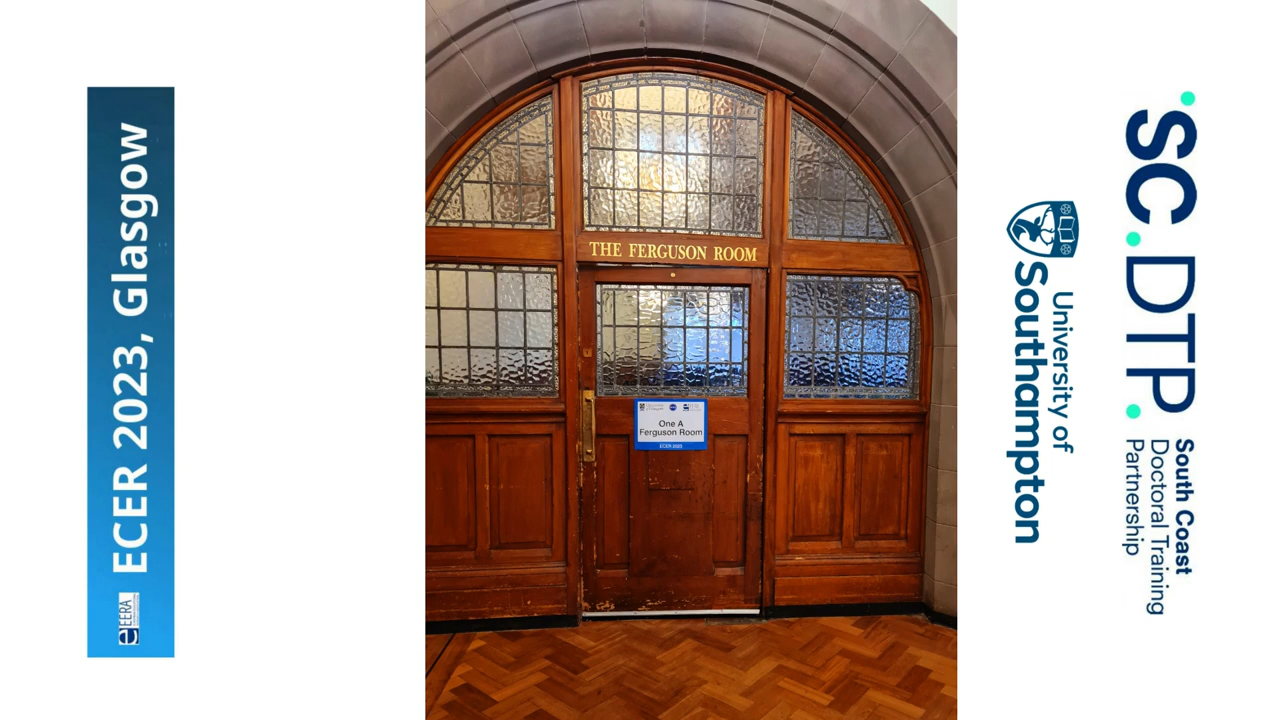 ECER 2023, Glasgow
EERA
THE FERGUSON ROOM
One A
Ferguson Room
ECER 2023
University of
Southampton
SC.DTP.
South Coast
Doctoral Training
Partnership